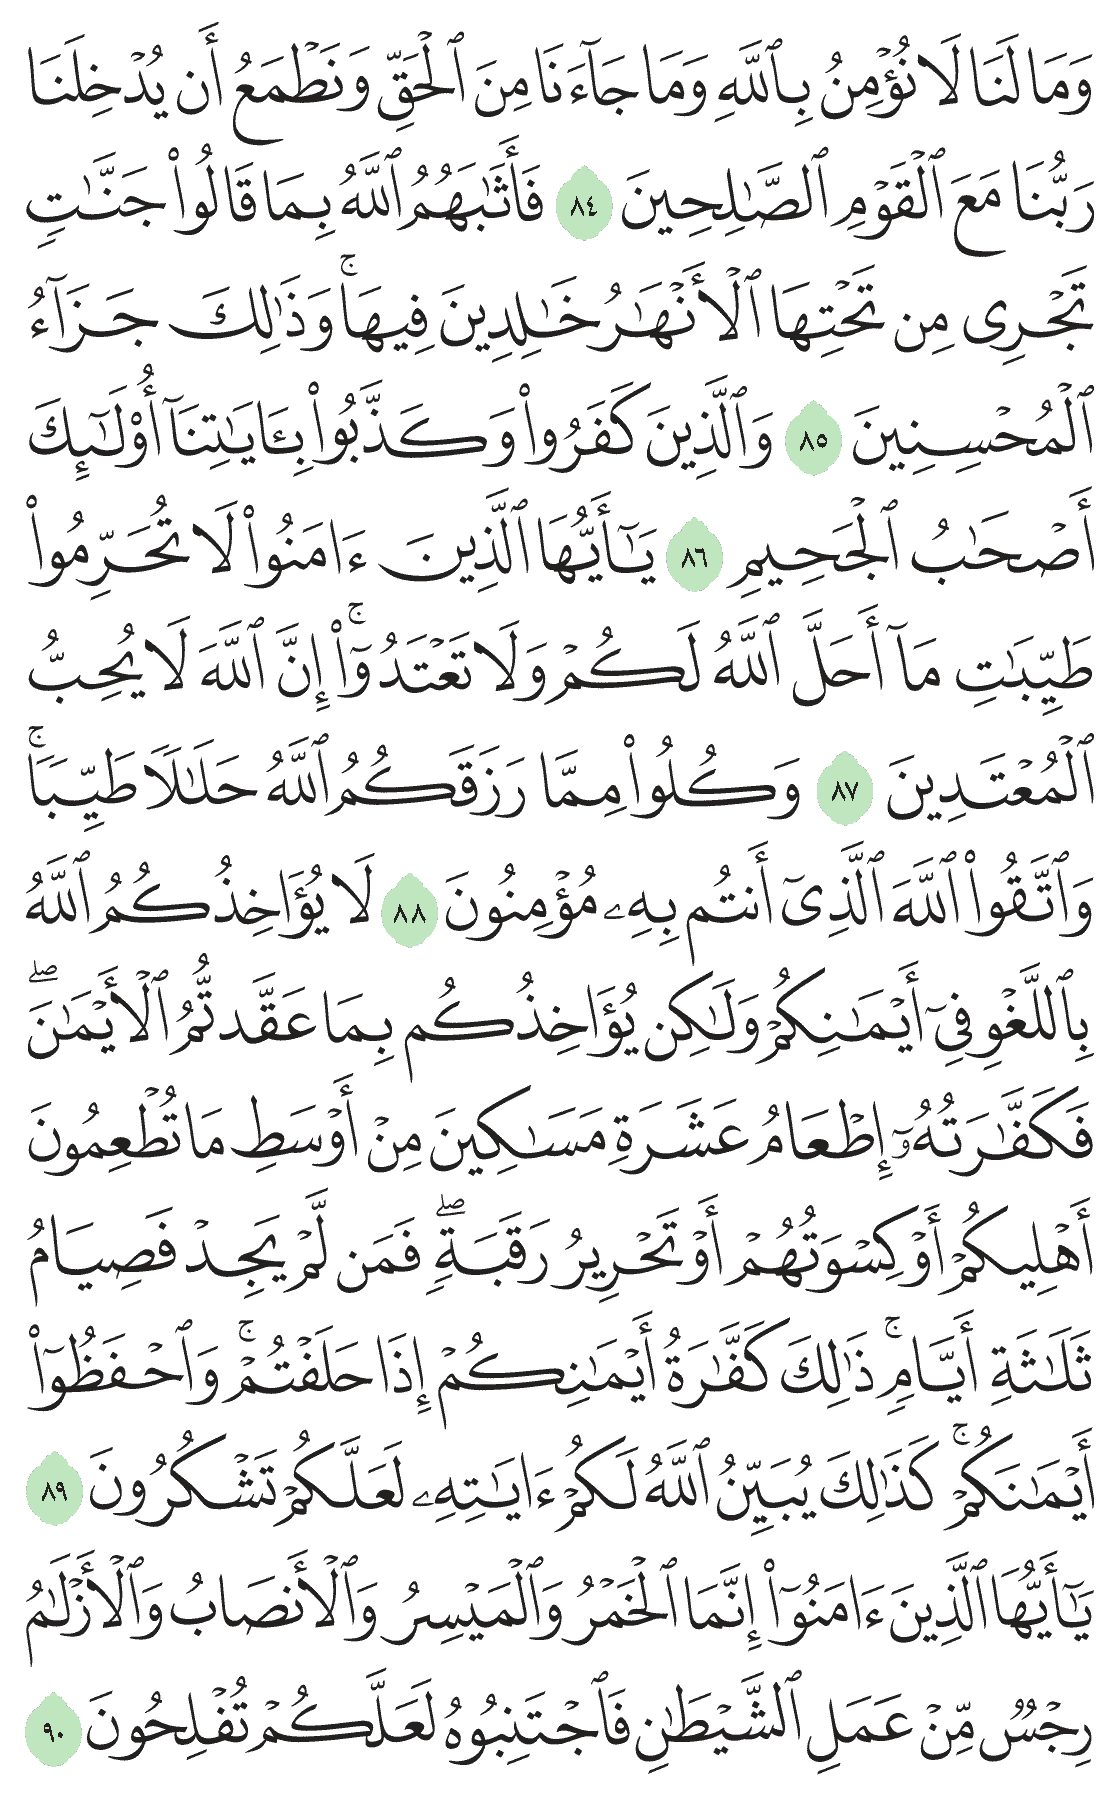 وَمَا لَنَا لَا نُؤْمِنُ بِٱللَّهِ وَمَا جَآءَنَا مِنَ ٱلْحَقِّ وَنَطْمَعُ أَن يُدْخِلَنَا
رَبُّنَا مَعَ ٱلْقَوْمِ ٱلصَّـٰلِحِينَ ٨٤ فَأَثَـٰبَهُمُ ٱللَّهُ بِمَا قَالُوا۟ جَنَّـٰتٍ
تَجْرِى مِن تَحْتِهَا ٱلْأَنْهَـٰرُ خَـٰلِدِينَ فِيهَا ۚ وَذَٰلِكَ جَزَآءُ
ٱلْمُحْسِنِينَ ٨٥ وَٱلَّذِينَ كَفَرُوا۟ وَكَذَّبُوا۟ بِـَٔايَـٰتِنَآ أُو۟لَـٰٓئِكَ
أَصْحَـٰبُ ٱلْجَحِيمِ ٨٦ يَـٰٓأَيُّهَا ٱلَّذِينَ ءَامَنُوا۟ لَا تُحَرِّمُوا۟
طَيِّبَـٰتِ مَآ أَحَلَّ ٱللَّهُ لَكُمْ وَلَا تَعْتَدُوٓا۟ ۚ إِنَّ ٱللَّهَ لَا يُحِبُّ
ٱلْمُعْتَدِينَ ٨٧ وَكُلُوا۟ مِمَّا رَزَقَكُمُ ٱللَّهُ حَلَـٰلًا طَيِّبًا ۚ
وَٱتَّقُوا۟ ٱللَّهَ ٱلَّذِىٓ أَنتُم بِهِۦ مُؤْمِنُونَ ٨٨ لَا يُؤَاخِذُكُمُ ٱللَّهُ
بِٱللَّغْوِ فِىٓ أَيْمَـٰنِكُمْ وَلَـٰكِن يُؤَاخِذُكُم بِمَا عَقَّدتُّمُ ٱلْأَيْمَـٰنَ ۖ
فَكَفَّـٰرَتُهُۥٓ إِطْعَامُ عَشَرَةِ مَسَـٰكِينَ مِنْ أَوْسَطِ مَا تُطْعِمُونَ
أَهْلِيكُمْ أَوْ كِسْوَتُهُمْ أَوْ تَحْرِيرُ رَقَبَةٍ ۖ فَمَن لَّمْ يَجِدْ فَصِيَامُ
ثَلَـٰثَةِ أَيَّامٍ ۚ ذَٰلِكَ كَفَّـٰرَةُ أَيْمَـٰنِكُمْ إِذَا حَلَفْتُمْ ۚ وَٱحْفَظُوٓا۟
أَيْمَـٰنَكُمْ ۚ كَذَٰلِكَ يُبَيِّنُ ٱللَّهُ لَكُمْ ءَايَـٰتِهِۦ لَعَلَّكُمْ تَشْكُرُونَ ٨٩
يَـٰٓأَيُّهَا ٱلَّذِينَ ءَامَنُوٓا۟ إِنَّمَا ٱلْخَمْرُ وَٱلْمَيْسِرُ وَٱلْأَنصَابُ وَٱلْأَزْلَـٰمُ
رِجْسٌ مِّنْ عَمَلِ ٱلشَّيْطَـٰنِ فَٱجْتَنِبُوهُ لَعَلَّكُمْ تُفْلِحُونَ ٩٠